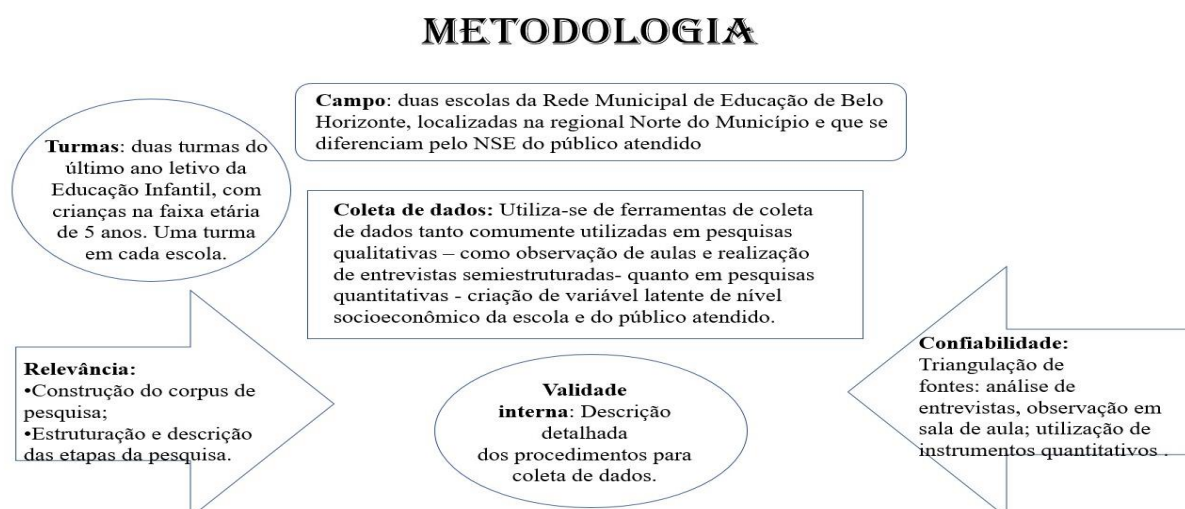 METODOLOGIA
Campo: duas escolas da Rede Municipal de Educação de Belo
Horizonte, localizadas na regional Norte do Município e que se
diferenciam pelo NSE do público atendido
Turmas: duas turmas do
último ano letivo da
Educação Infantil, com
crianças na faixa etária
de 5 anos. Uma turma
em cada escola.
Coleta de dados: Utiliza-se de ferramentas de coleta
de dados tanto comumente utilizadas em pesquisas
qualitativas – como observação de aulas e realização
de entrevistas semiestruturadas- quanto em pesquisas
quantitativas - criação de variável latente de nível
socioeconômico da escola e do público atendido.
Relevância:
•Construção do corpus de
pesquisa;
•Estruturação e descrição
das etapas da pesquisa.
Validade
interna: Descrição
detalhada
dos procedimentos para
coleta de dados.
Confiabilidade:
Triangulação de
fontes: análise de
entrevistas, observação em
sala de aula; utilização de
instrumentos quantitativos .